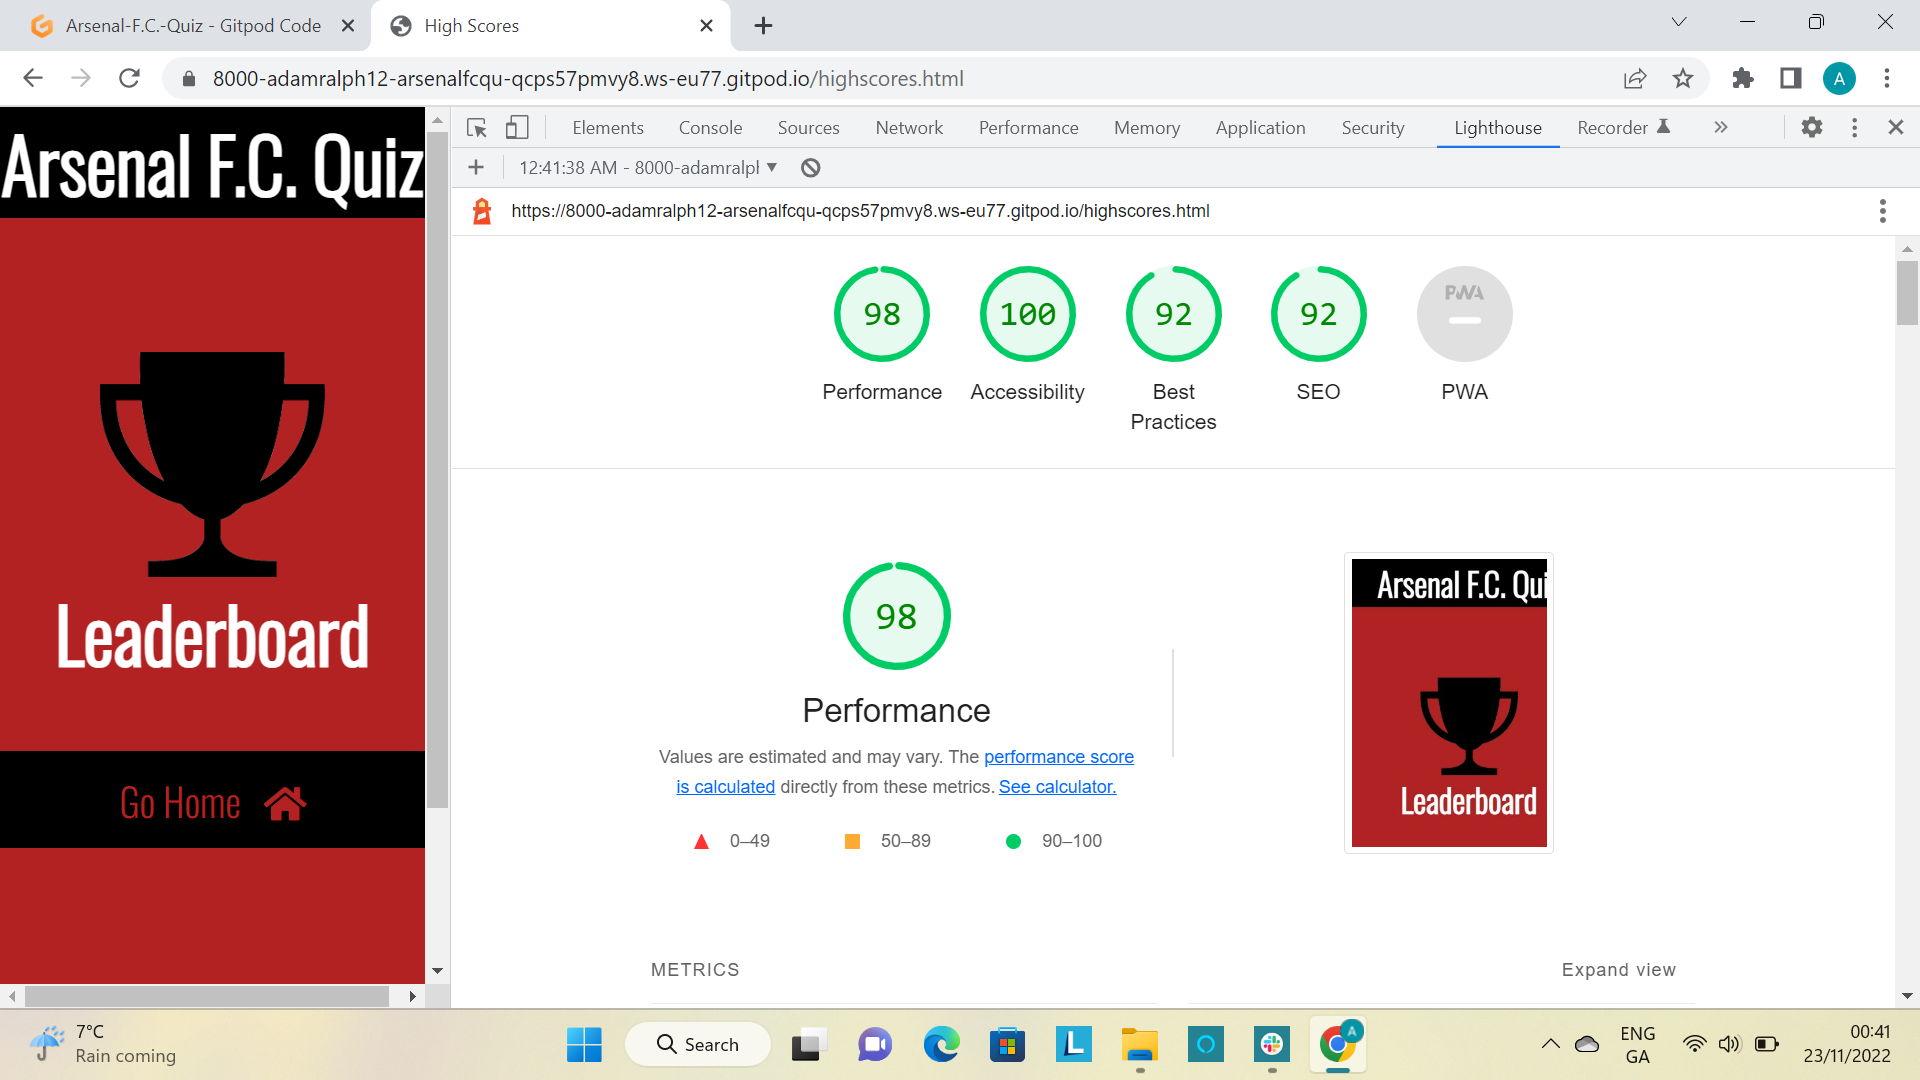 Arsenal-F.C.-Quiz - Gitpod Code
High Scores
8000-adamralph12-arsenalfcqu-qcps57pmvy8.ws-eu77.gitpod.io/highscores.html
A
Elements
Console
Sources
Network
Performance
Memory
Application
Security
Lighthouse
Recorder
12:41:38 AM - 8000-adamralpl
https://8000-adamralph12-arsenalfcqu-qcps57pmvy8.ws-eu77.gitpod.io/highscores.html
Arsenal F.C. Quiz
Leaderboard
Go Home
98
100
92
92
PWA
Performance
Accessibility
Best
Practices
SEO
PWA
98
Performance
Values are estimated and may vary. The performance score
is calculated directly from these metrics. See calculator.
0–49
50–89
90–100
Arsenal F.C. Qui
Leaderboard
METRICS
Expand view
7°C
Rain coming
Search
L
A
ENG
GA
00:41
23/11/2022